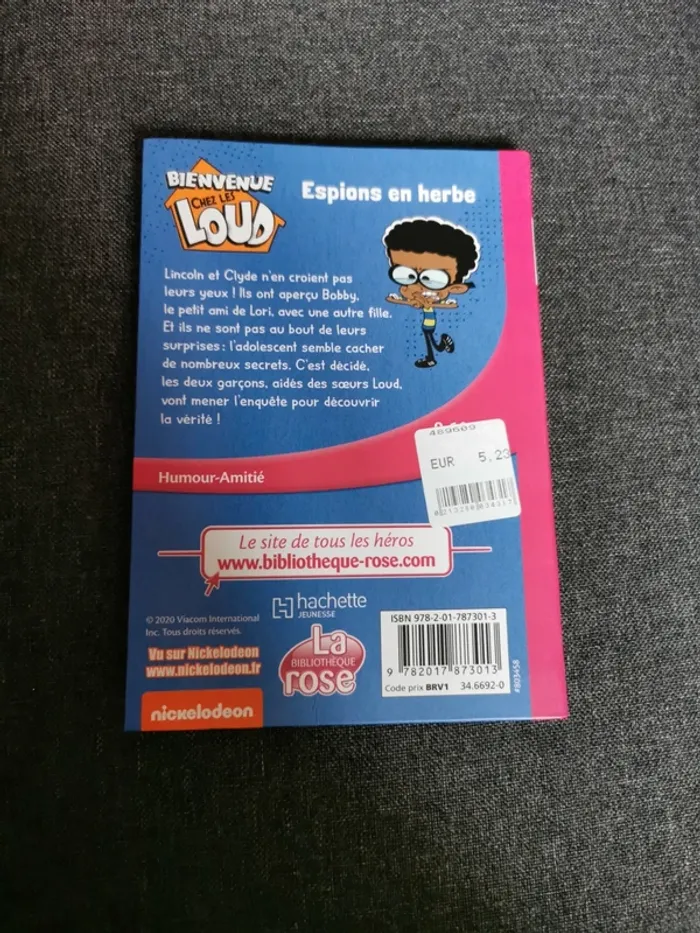 BIENVENUE
CHEZ LES
LOUD
Espions en herbe
Lincoln et Clyde n'en croient pas
leurs yeux ! Ils ont aperçu Bobby,
le petit ami de Lori, avec une autre fille.
Et ils ne sont pas au bout de leurs
surprises : l'adolescent semble cacher
de nombreux secrets. C'est décidé,
les deux garçons, aidés des sœurs Loud,
vont mener l'enquête pour découvrir
la vérité !
489609
EUR 5,23
Humour-Amitié
Le site de tous les héros
www.bibliotheque-rose.com
hachette
JEUNESSE
© 2020 Viacom International
Inc. Tous droits réservés.
Vu sur Nickelodeon
www.nickelodeon.fr
nickelodeon
La
BIBLIOTHÈQUE
rose
ISBN 978-2-01-787301-3
9 782017 873013
Code prix BRV1 34.6692-0
#803458